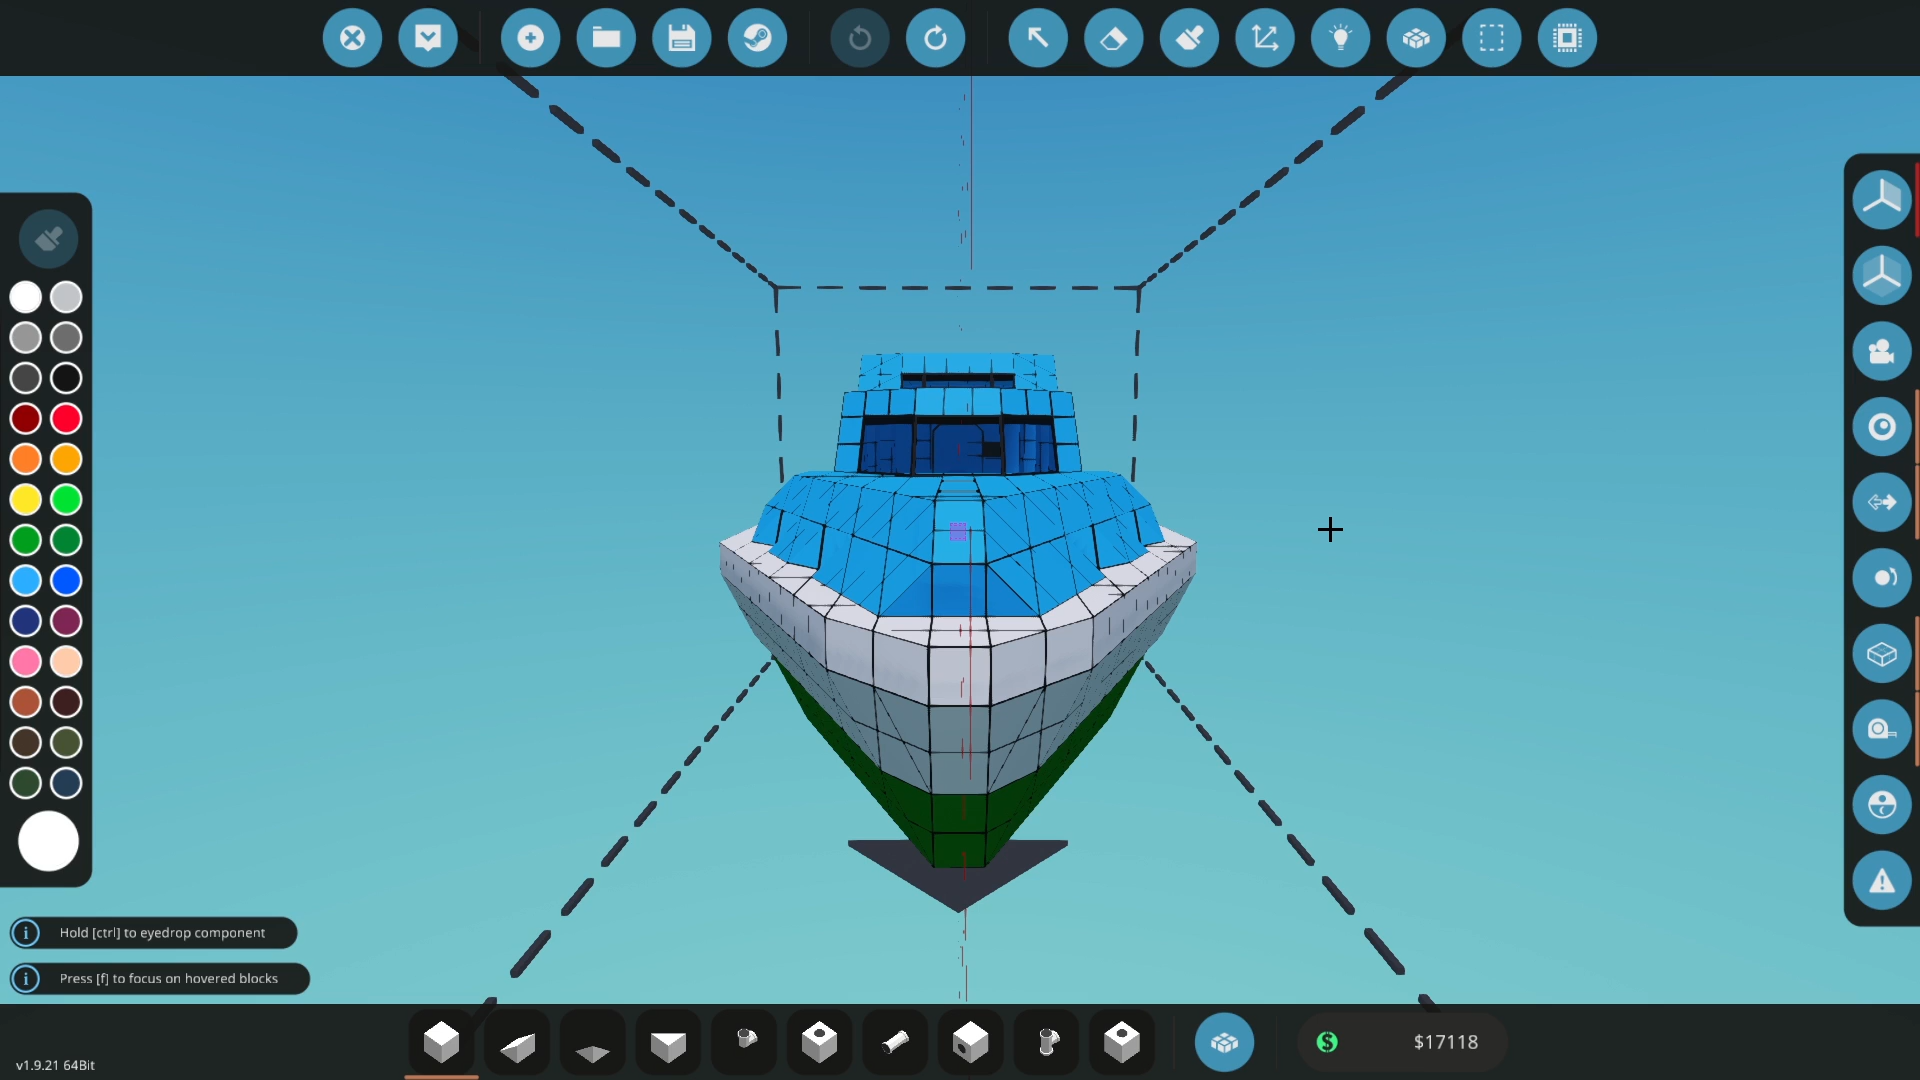 Hold [ctrl] to eyedrop component
Press [f] to focus on hovered blocks
v1.9.21 64Bit
$17118